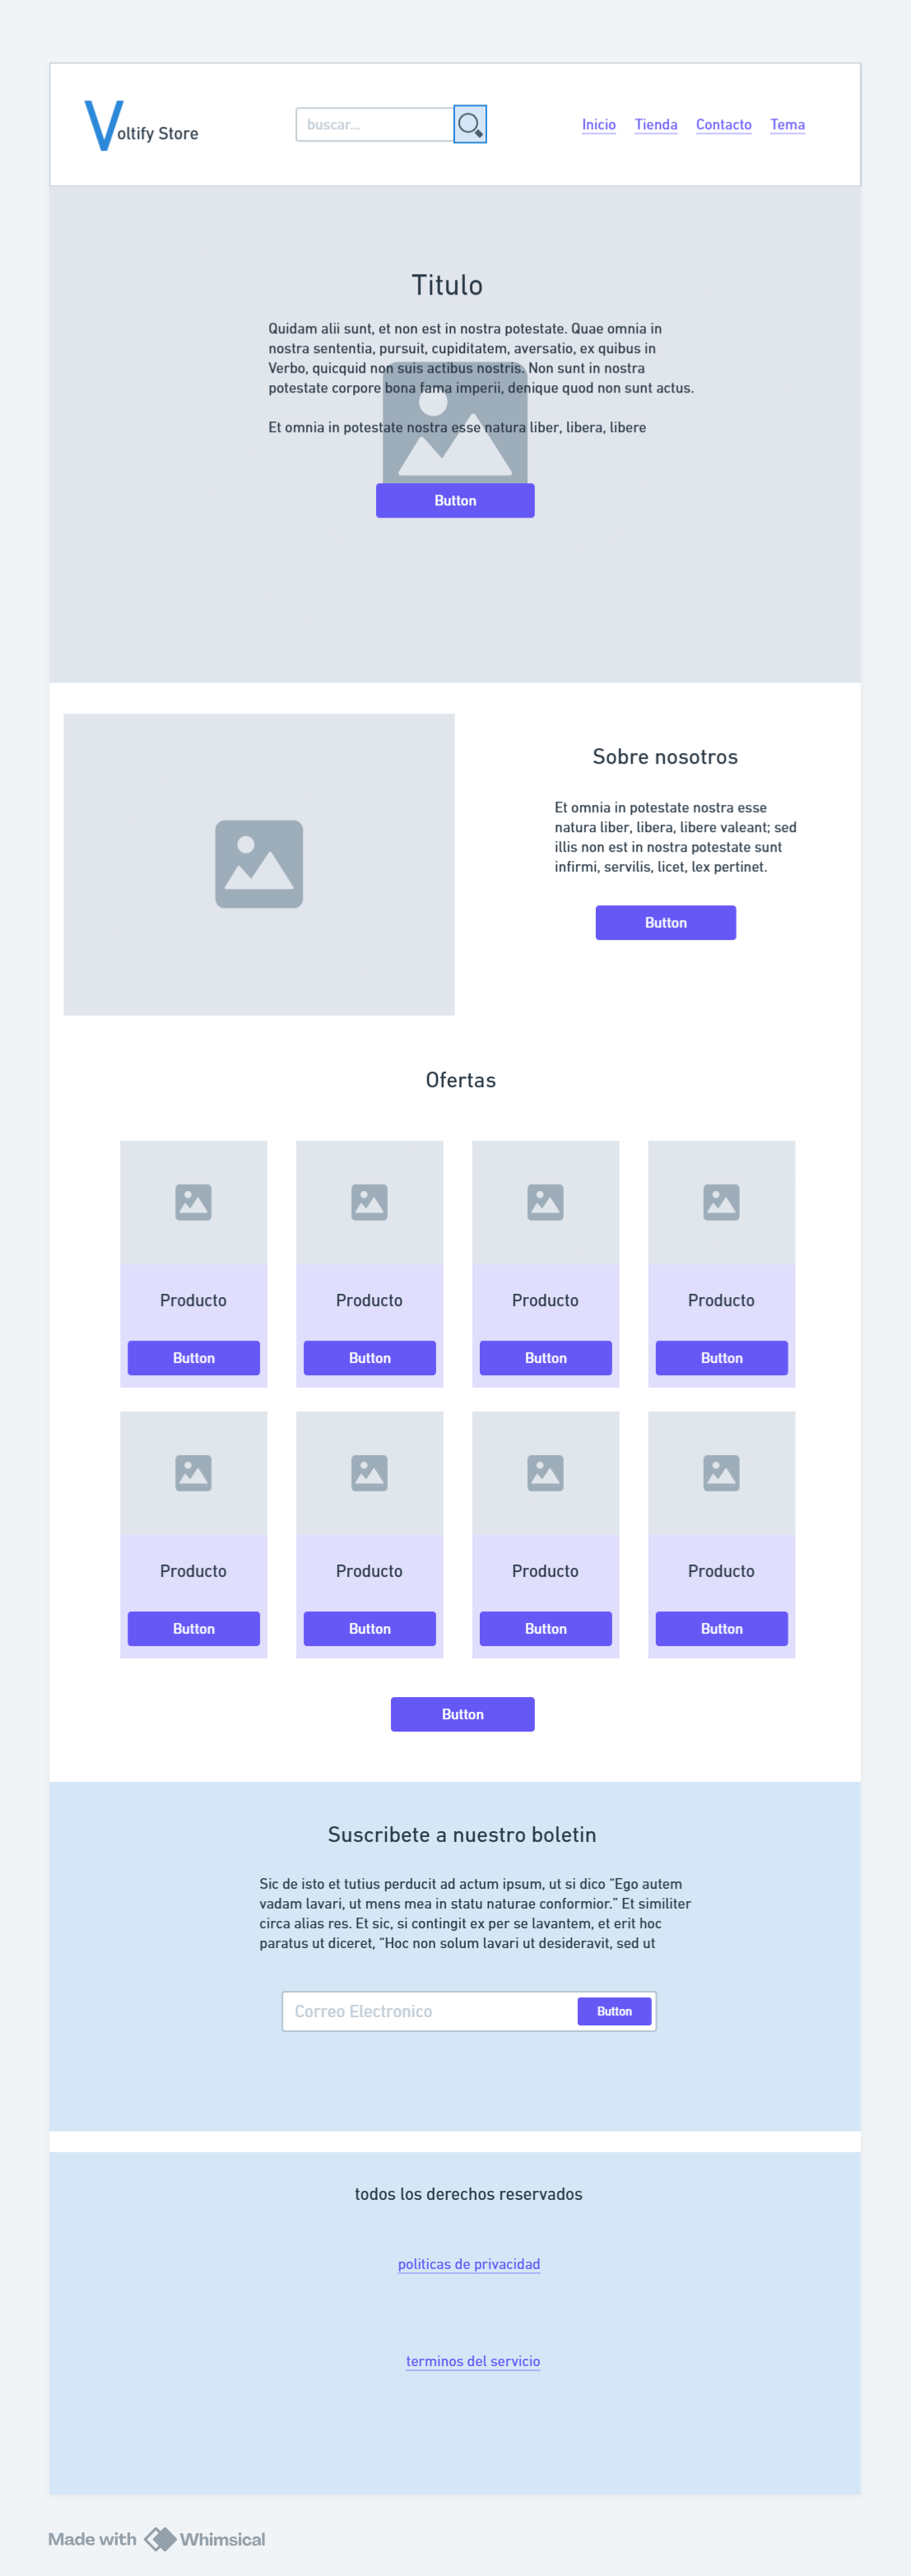 Voltify Store
buscar...
Inicio Tienda Contacto Tema
Titulo
Quidam alii sunt, et non est in nostra potestate. Quae omnia in
nostra sententia, pursuit, cupiditatem, aversatio, ex quibus in
Verbo, quicquid non suis actibus nostris. Non sunt in nostra
potestate corpore bona fama imperii, denique quod non sunt actus.
Et omnia in potestate nostra esse natura liber, libera, libere
Button
Sobre nosotros
Et omnia in potestate nostra esse
natura liber, libera, libere valeant; sed
illis non est in nostra potestate sunt
infirmi, servilis, licet, lex pertinet.
Button
Ofertas
Producto Producto Producto Producto
Button Button Button Button
Producto Producto Producto Producto
Button Button Button Button
Button
Suscribete a nuestro boletin
Sic de isto et tutius perducit ad actum ipsum, ut si dico “Ego autem
vadam lavari, ut mens mea in statu naturae conformior.” Et similiter
circa alias res. Et sic, si contingit ex per se lavantem, et erit hoc
paratus ut diceret, “Hoc non solum lavari ut desideravit, sed ut
Correo Electronico Button
todos los derechos reservados
politicas de privacidad
terminos del servicio
Made with Whimsical